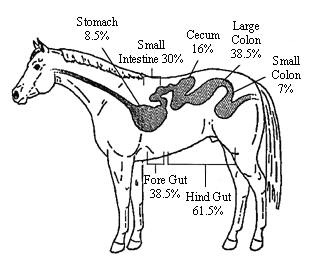 Stomach
8.5%
Small
Intestine 30%
Cecum
16%
Large
Colon
38.5%
Small
Colon
7%
Fore Gut
38.5%
Hind Gut
61.5%